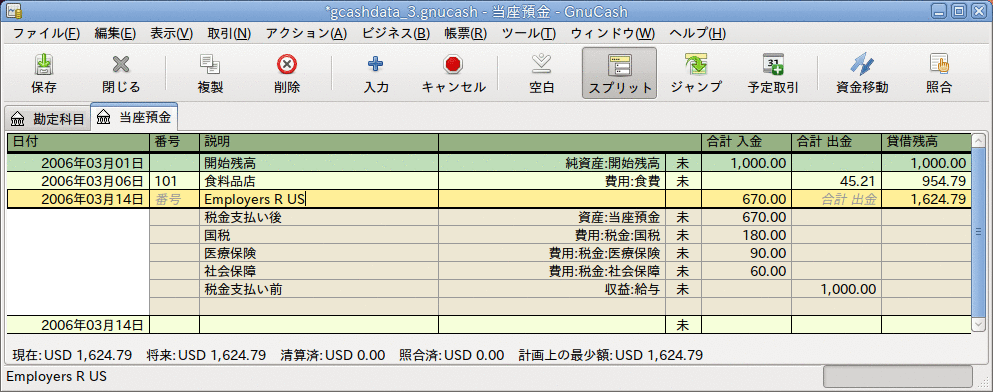 *gcashdata_3.gnucash - 当座預金 - GnuCash
ファイル(F) 編集(E) 表示(V) 取引(N) アクション(A) ビジネス(B) 帳票(R) ツール(T) ウィンドウ(W) ヘルプ(H)
保存 閉じる 複製 削除 入力 キャンセル 空白 スプリット ジャンプ 予定取引 資金移動 照合
勘定科目 当座預金
日付 番号 説明 合計 入金 合計 出金 貸借残高
2006年03月01日 開始残高 純資産:開始残高 未 1,000.00 1,000.00
2006年03月06日 101 食料品店 費用:食費 未 45.21 954.79
2006年03月14日 番号 Employers R US 670.00 合計 出金 1,624.79
税金支払い後 資産:当座預金 未 670.00
国税 費用:税金:国税 未 180.00
医療保険 費用:税金:医療保険 未 90.00
社会保障 費用:税金:社会保障 未 60.00
税金支払い前 収益:給与 未 1,000.00
2006年03月14日 未
現在: USD 1,624.79 将来: USD 1,624.79 清算済: USD 0.00 照合済: USD 0.00 計画上の最少額: USD 1,624.79
Employers R US